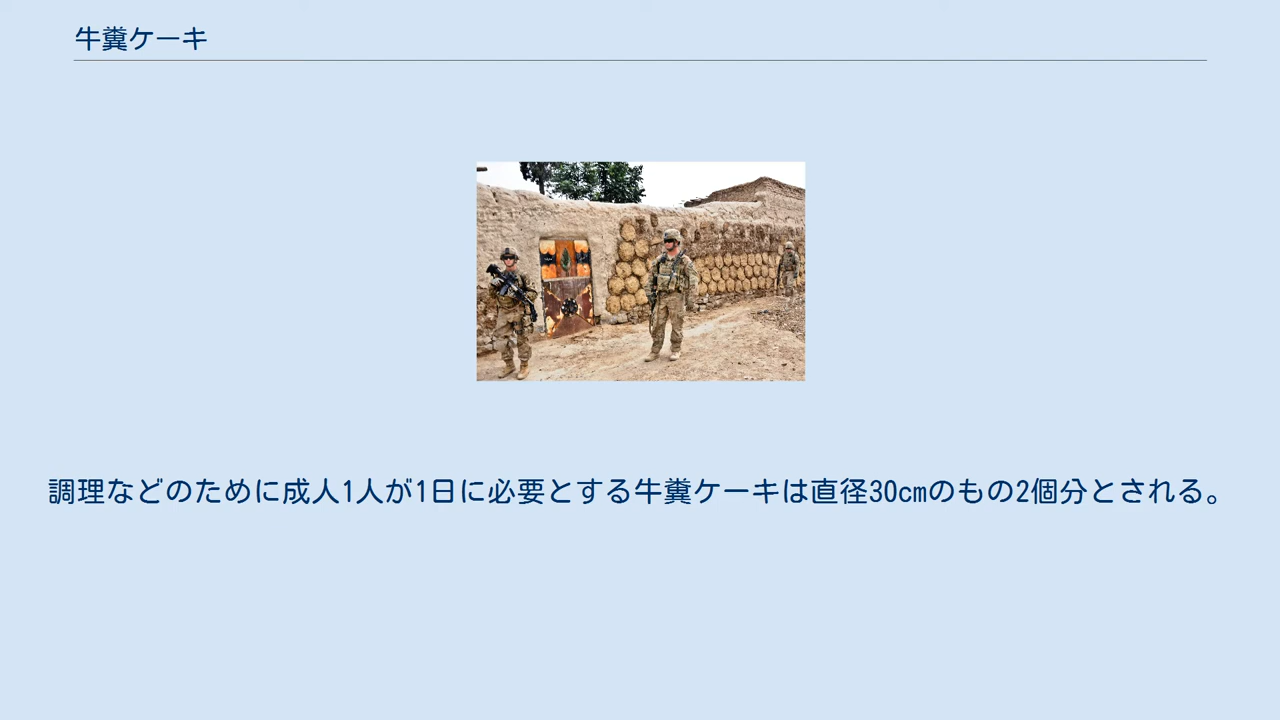 牛糞ケーキ
調理などのために成人1人が1日に必要とする牛糞ケーキは直径30cmのもの2個分とされる。